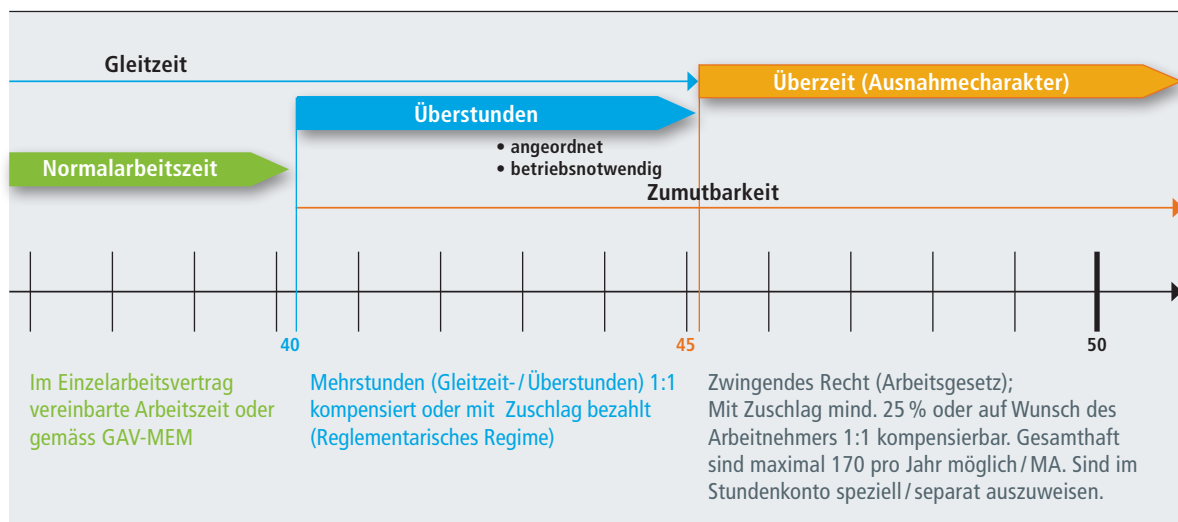 Gleitzeit
Überzeit (Ausnahmecharakter)
Überstunden
• angeordnet
• betriebsnotwendig
Normalarbeitszeit
Zumutbarkeit
40
45
50
Im Einzelarbeitsvertrag
vereinbarte Arbeitszeit oder
gemäss GAV-MEM
Mehrstunden (Gleitzeit-/Überstunden) 1:1
kompensiert oder mit Zuschlag bezahlt
(Reglementarisches Regime)
Zwingendes Recht (Arbeitsgesetz);
Mit Zuschlag mind. 25 % oder auf Wunsch des
Arbeitnehmers 1:1 kompensierbar. Gesamthaft
sind maximal 170 pro Jahr möglich/MA. Sind im
Stundenkonto speziell/separat auszuweisen.